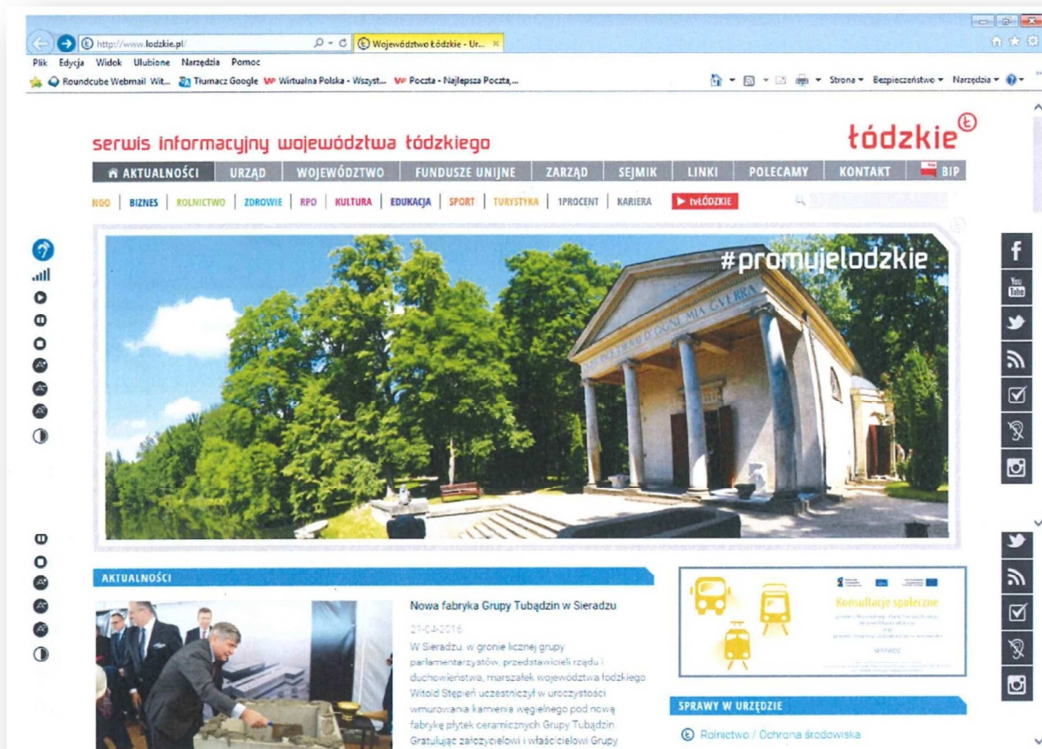 http://www.lodzkie.pl/
Województwo Łódzkie - Ur...
Plik Edycja Widok Ulubione Narzędzia Pomoc
Roundcube Webmail Wit... Tłumacz Google Wirtualna Polska - Wszyst... Poczta - Najlepsza Poczta,...
Strona Bezpieczeństwo Narzędzia
serwis informacyjny województwa łódzkiego
łódzkie
AKTUALNOŚCI URZĄD WOJEWÓDZTWO FUNDUSZE UNIJNE ZARZĄD SEJMIK LINKI POLECAMY KONTAKT BIP
NGO BIZNES ROLNICTWO ZDROWIE RPO KULTURA EDUKACJA SPORT TURYSTYKA 1PROCENT KARIERA tvŁÓDZKIE
#promujelodzkie
You Tube
AKTUALNOŚCI
Nowa fabryka Grupy Tubądzin w Sieradzu
21-04-2016
W Sieradzu, w gronie licznej grupy
parlamentarzystów, przedstawicieli rządu i
duchowieństwa, marszałek województwa łódzkiego
Witold Stępień uczestniczył w uroczystości
wmurowania kamienia węgielnego pod nową
fabrykę płytek ceramicznych Grupy Tubądzin.
Gratulując założycielowi i właścicielowi Grupy
Konsultacje społeczne
SPRAWY W URZĘDZIE
Rolnictwo / Ochrona środowiska